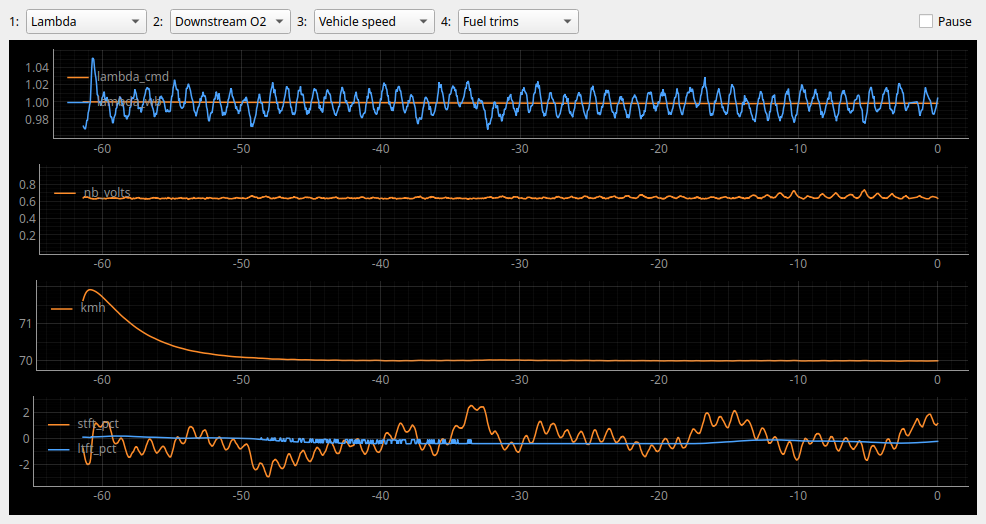 1: Lambda 2: Downstream O2 3: Vehicle speed 4: Fuel trims Pause
lambda_cmd
lambda_wb
1.04
1.02
1.00
0.98
-60 -50 -40 -30 -20 -10 0
nb_volts
0.8
0.6
0.4
0.2
-60 -50 -40 -30 -20 -10 0
kmh
71
70
-60 -50 -40 -30 -20 -10 0
stft_pct
ltft_pct
2
0
-2
-60 -50 -40 -30 -20 -10 0